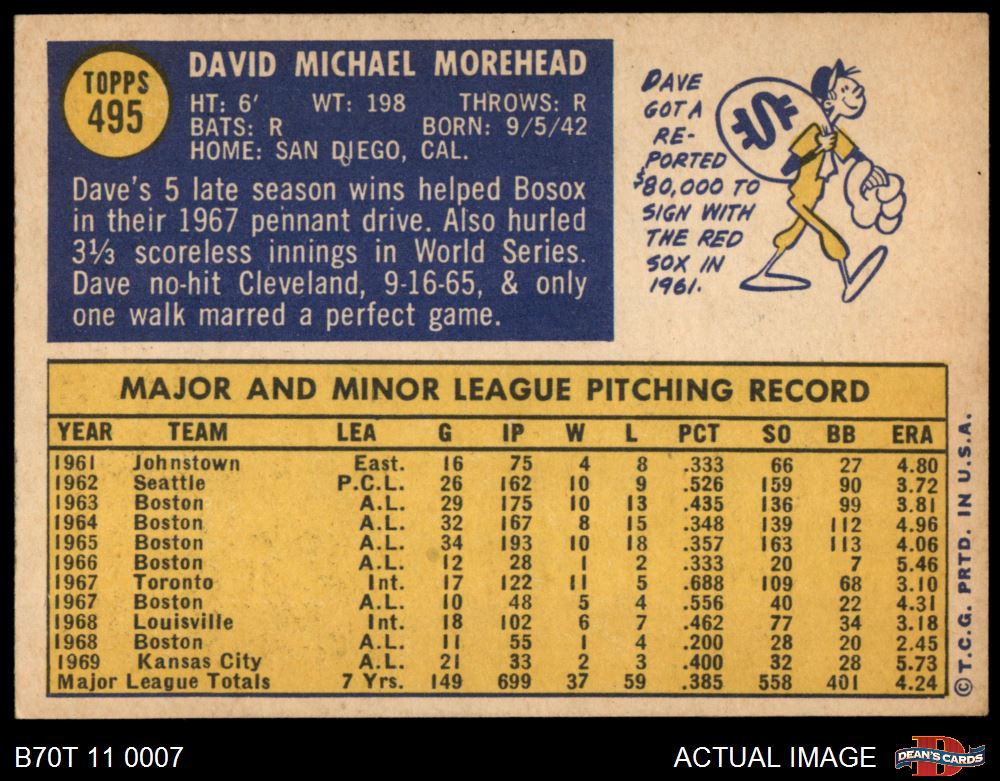 TOPPS
495
DAVID MICHAEL MOREHEAD
HT: 6' WT: 198 THROWS: R
BATS: R BORN: 9/5/42
HOME: SAN DIEGO, CAL.
Dave's 5 late season wins helped Bosox
in their 1967 pennant drive. Also hurled
3⅓ scoreless innings in World Series.
Dave no-hit Cleveland, 9-16-65, & only
one walk marred a perfect game.
DAVE
GOT A
RE-
PORTED
$80,000 TO
SIGN WITH
THE RED
SOX IN
1961.
$
MAJOR AND MINOR LEAGUE PITCHING RECORD
YEAR TEAM LEA G IP W L PCT SO BB ERA
1961 Johnstown East. 16 75 4 8 .333 66 27 4.80
1962 Seattle P.C.L. 26 162 10 9 .526 159 90 3.72
1963 Boston A.L. 29 175 10 13 .435 136 99 3.81
1964 Boston A.L. 32 167 8 15 .348 139 112 4.96
1965 Boston A.L. 34 193 10 18 .357 163 113 4.06
1966 Boston A.L. 12 28 1 2 .333 20 7 5.46
1967 Toronto Int. 17 122 11 5 .688 109 68 3.10
1967 Boston A.L. 10 48 5 4 .556 40 22 4.31
1968 Louisville Int. 18 102 6 7 .462 77 34 3.18
1968 Boston A.L. 11 55 1 4 .200 28 20 2.45
1969 Kansas City A.L. 21 33 2 3 .400 32 28 5.73
Major League Totals 7 Yrs. 149 699 37 59 .385 558 401 4.24
© T.C.G. PRTD. IN U.S.A.
B70T 11 0007
ACTUAL IMAGE
D
DEAN'S CARDS